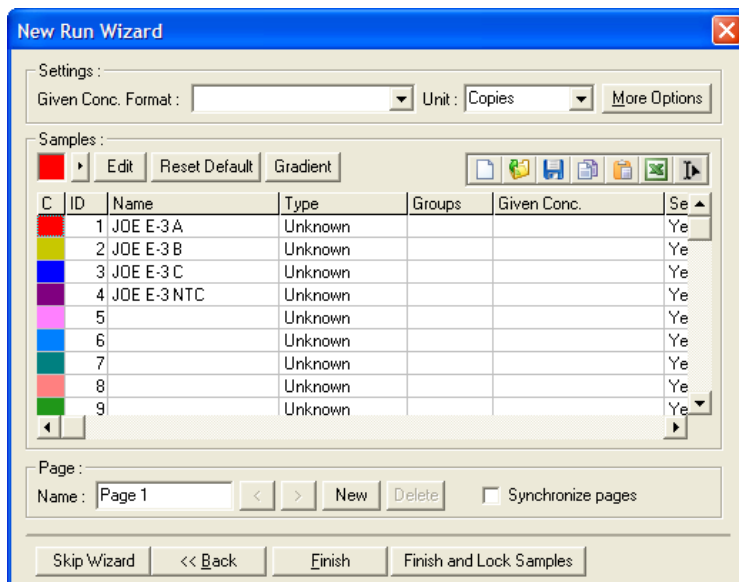 New Run Wizard
Settings :
Given Conc. Format : Unit : Copies More Options
Samples :
Edit Reset Default Gradient
C ID Name Type Groups Given Conc. Se
1 JOE E-3 A Unknown Ye
2 JOE E-3 B Unknown Ye
3 JOE E-3 C Unknown Ye
4 JOE E-3 NTC Unknown Ye
5 Unknown Ye
6 Unknown Ye
7 Unknown Ye
8 Unknown Ye
9 Unknown Ye
Page :
Name : Page 1 < > New Delete Synchronize pages
Skip Wizard << Back Finish Finish and Lock Samples